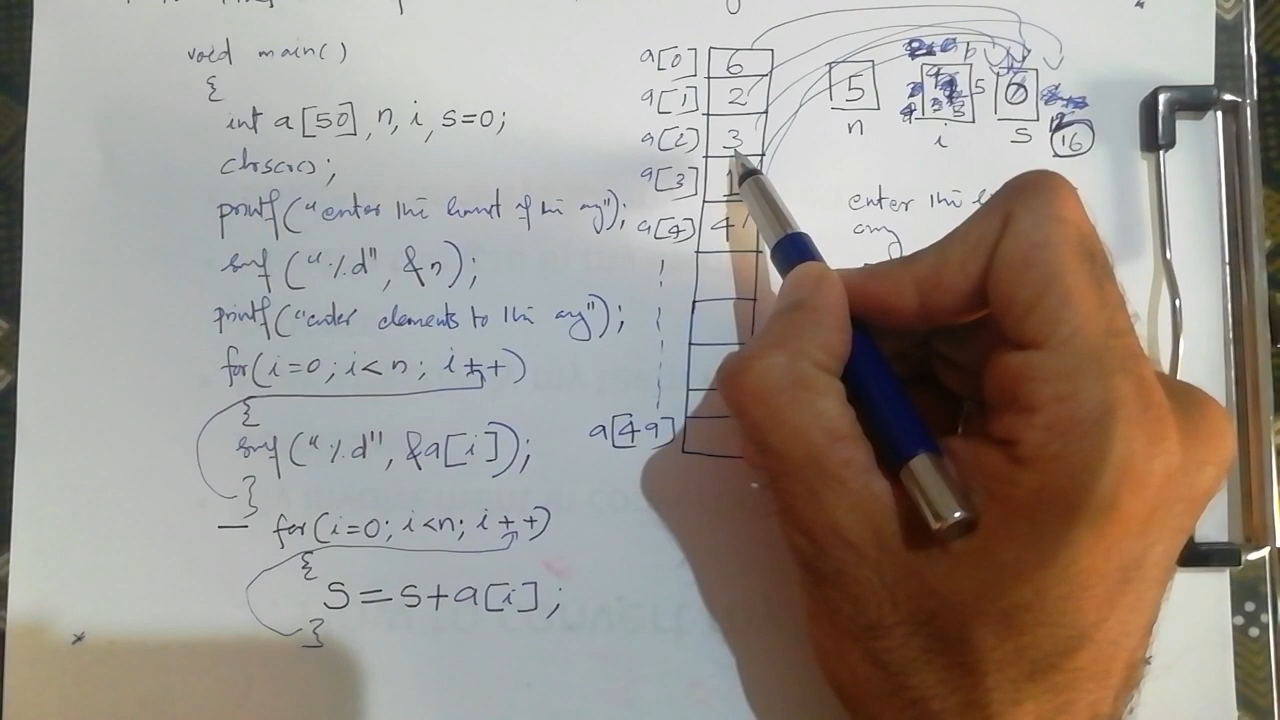 void main()
{
int a[50], n, i, s=0;
clrscr();
printf("enter the limit of the array");
scanf("%d", &n);
printf("enter elements to the array");
for(i=0; i<n; i++)
{
scanf("%d", &a[i]);
}
for(i=0; i<n; i++)
{
s=s+a[i];
}
a[0] 6
a[1] 2
a[2] 3
a[3] 1
a[4] 4
a[49]
5
n
i
5
s
16
enter the
array